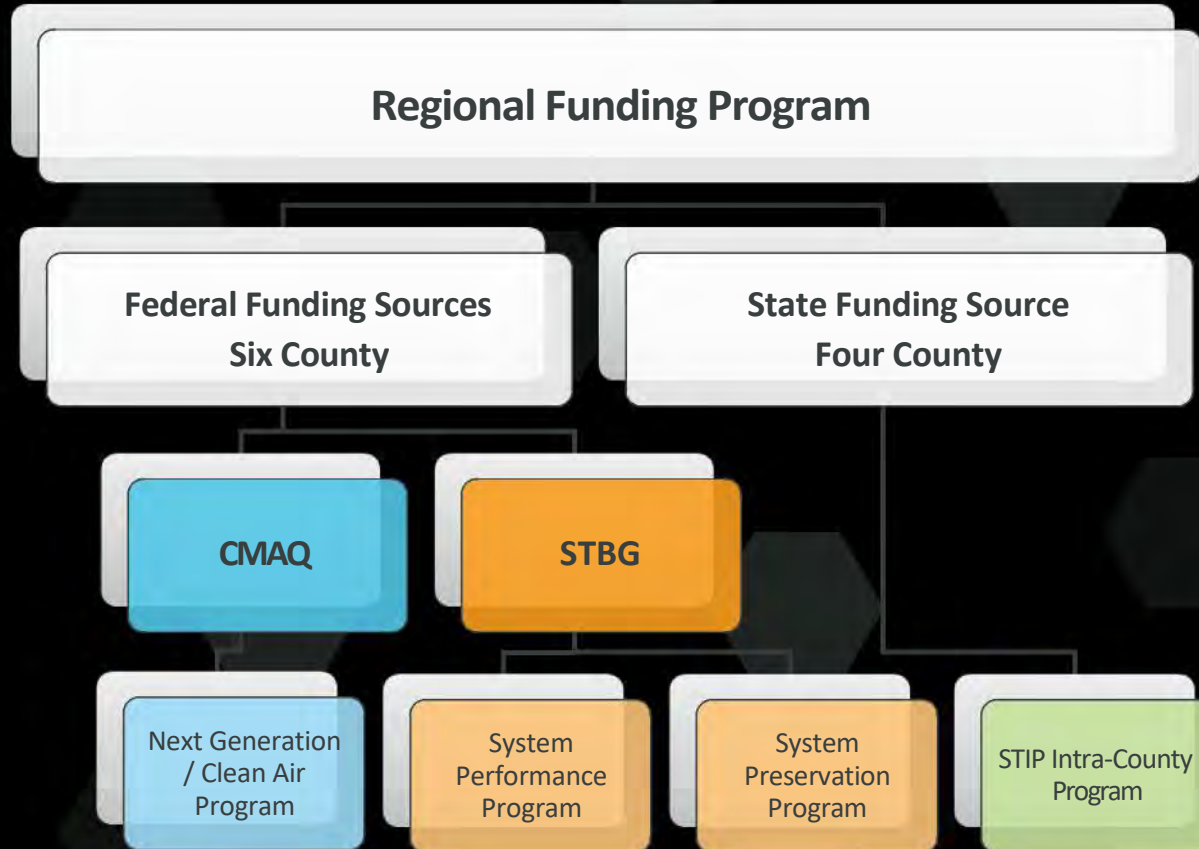 Regional Funding Program
Federal Funding Sources
Six County
State Funding Source
Four County
CMAQ
STBG
Next Generation
/ Clean Air
Program
System
Performance
Program
System
Preservation
Program
STIP Intra-County
Program